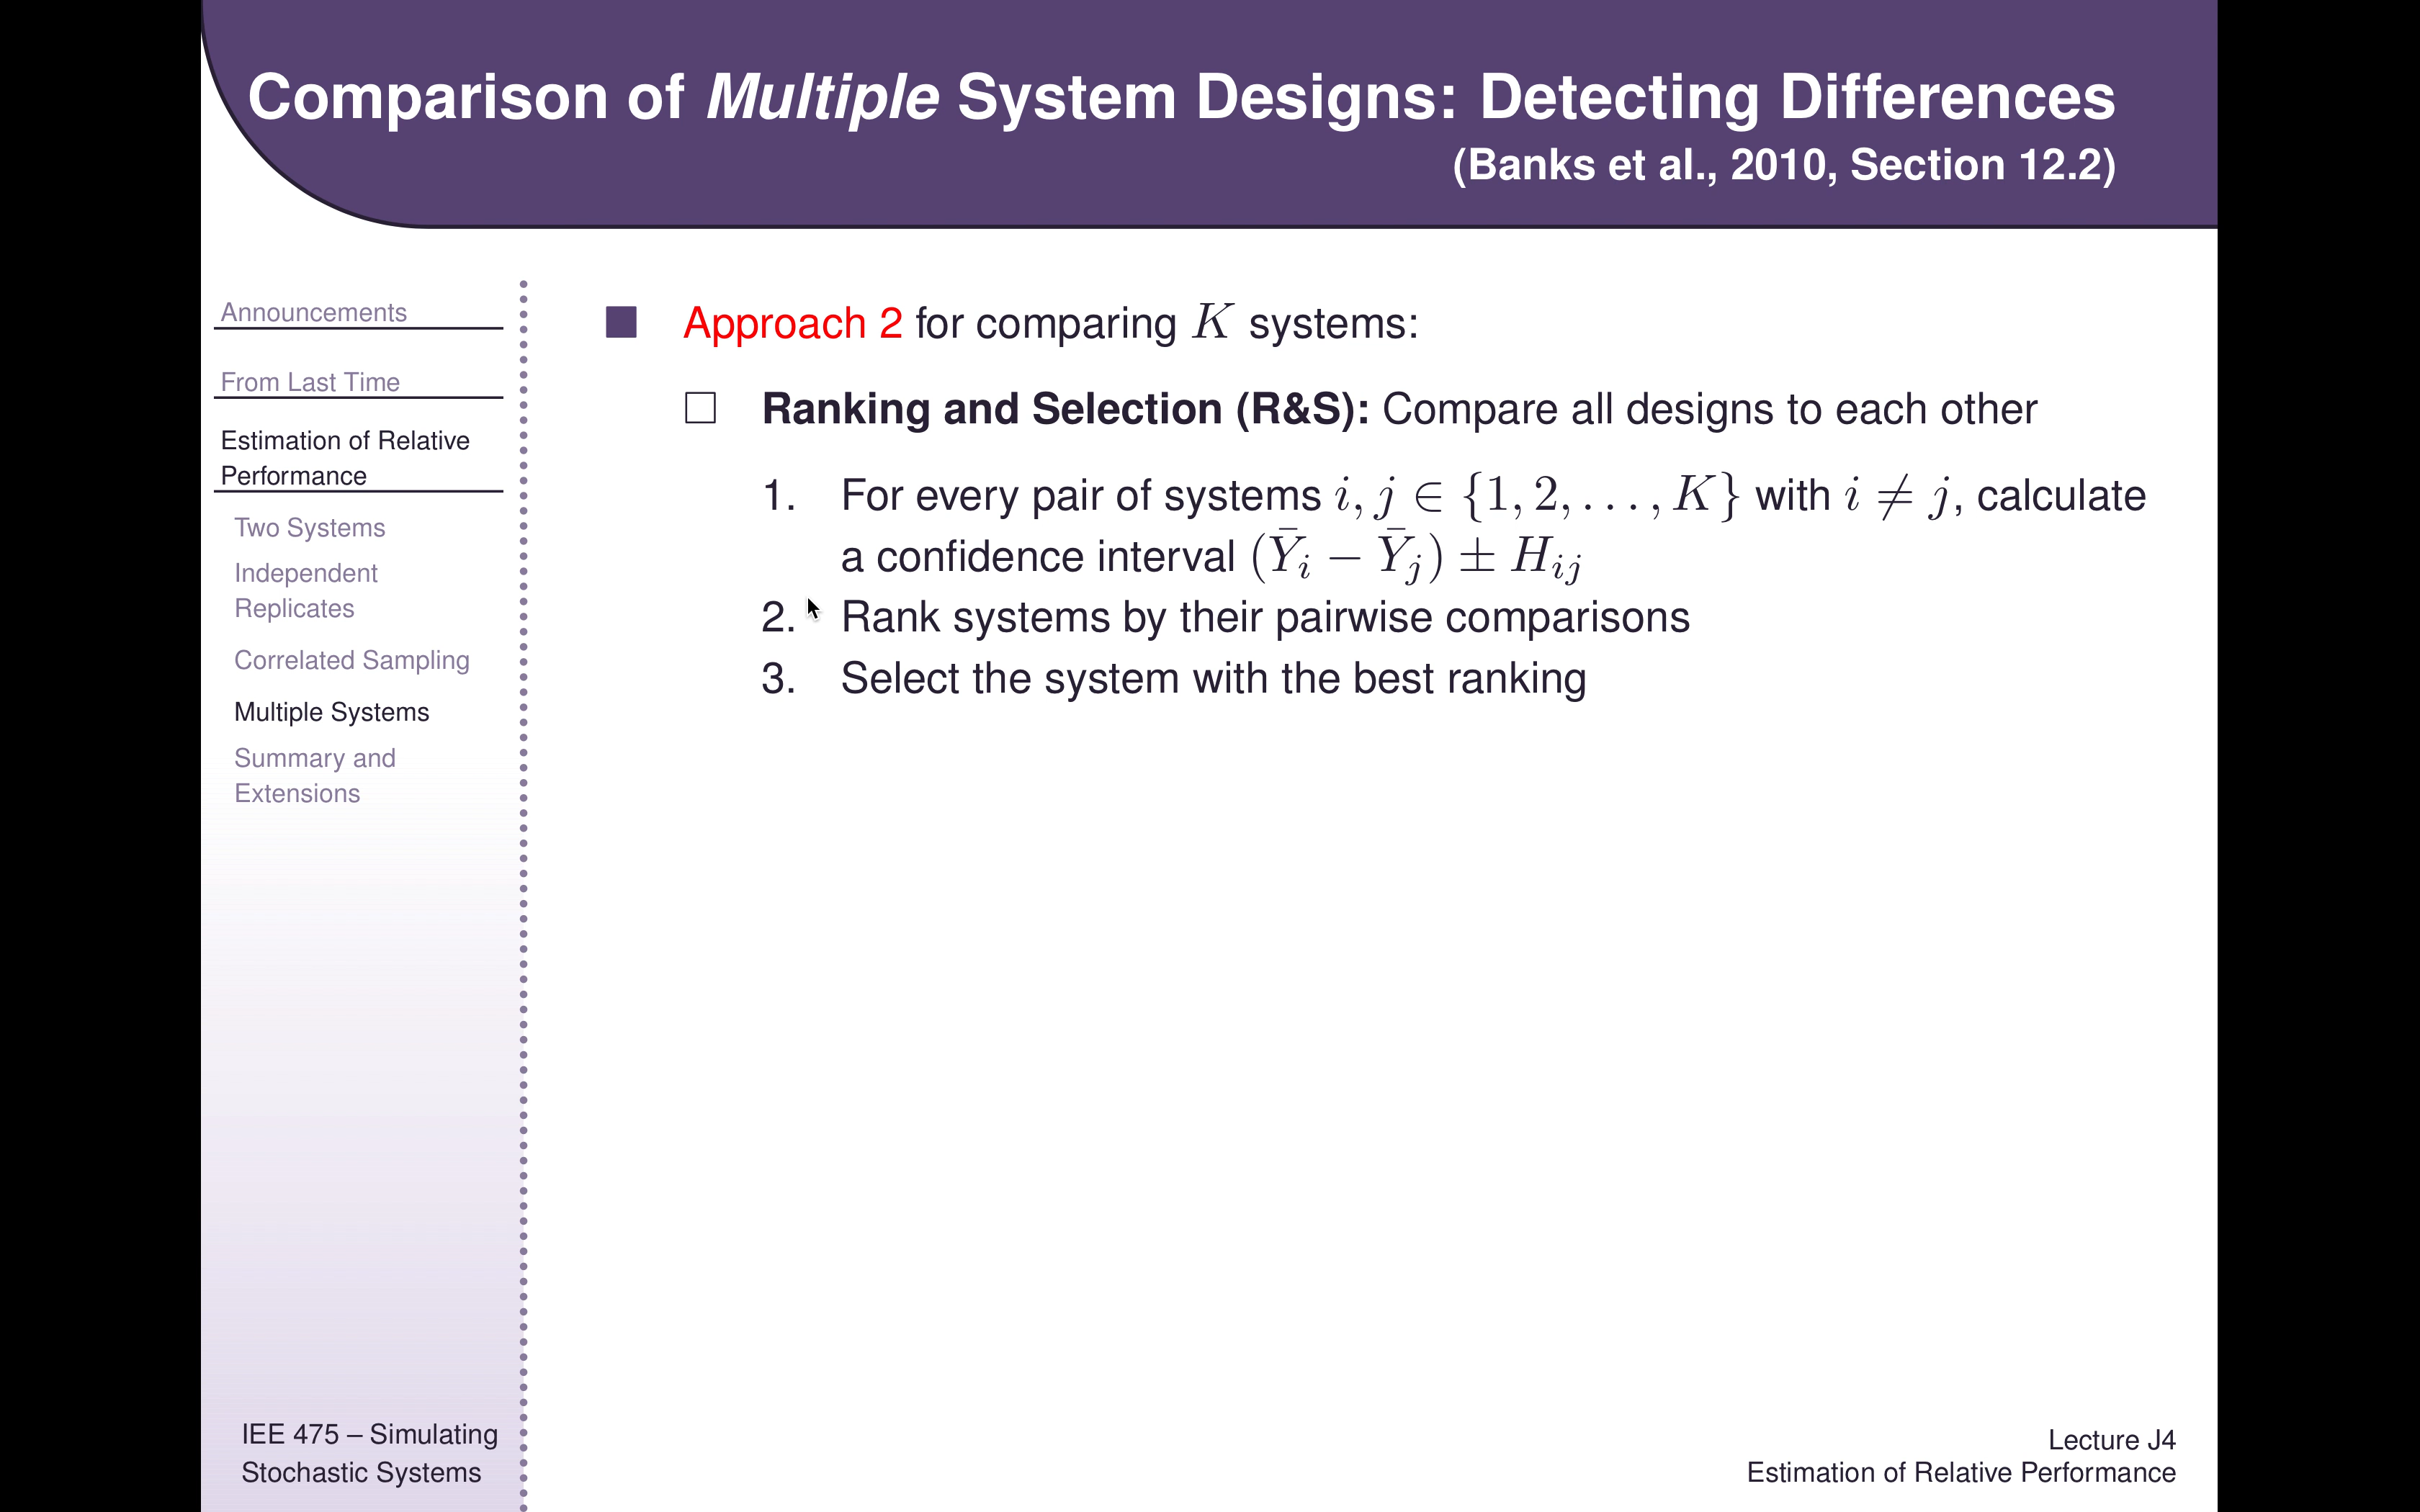 Comparison of Multiple System Designs: Detecting Differences
(Banks et al., 2010, Section 12.2)
Announcements
From Last Time
Estimation of Relative
Performance
Two Systems
Independent
Replicates
Correlated Sampling
Multiple Systems
Summary and
Extensions
IEE 475 – Simulating
Stochastic Systems
Approach 2 for comparing K systems:
Ranking and Selection (R&S): Compare all designs to each other
1. For every pair of systems i, j ∈ {1, 2, . . . , K} with i ≠ j, calculate
a confidence interval (Ȳᵢ − Ȳⱼ) ± Hᵢⱼ
2. Rank systems by their pairwise comparisons
3. Select the system with the best ranking
Lecture J4
Estimation of Relative Performance